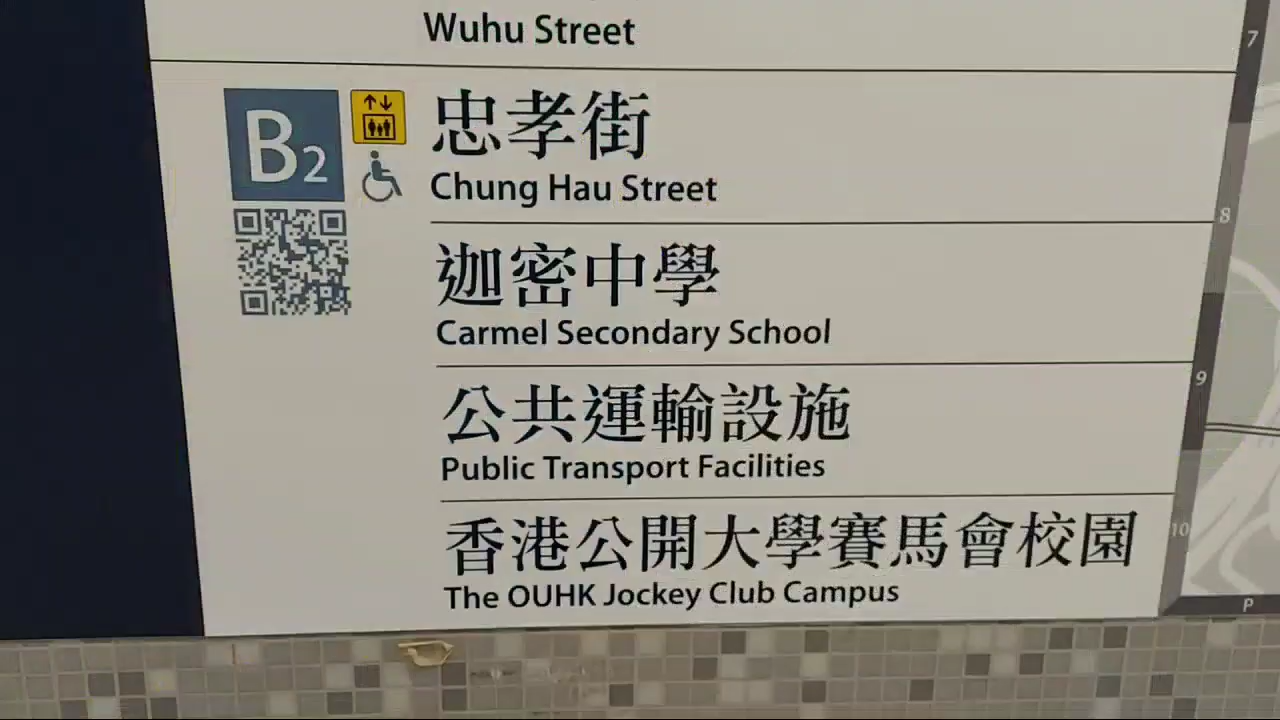 Wuhu Street
B2
忠孝街
Chung Hau Street
迦密中學
Carmel Secondary School
公共運輸設施
Public Transport Facilities
香港公開大學賽馬會校園
The OUHK Jockey Club Campus
7
8
9
10
P